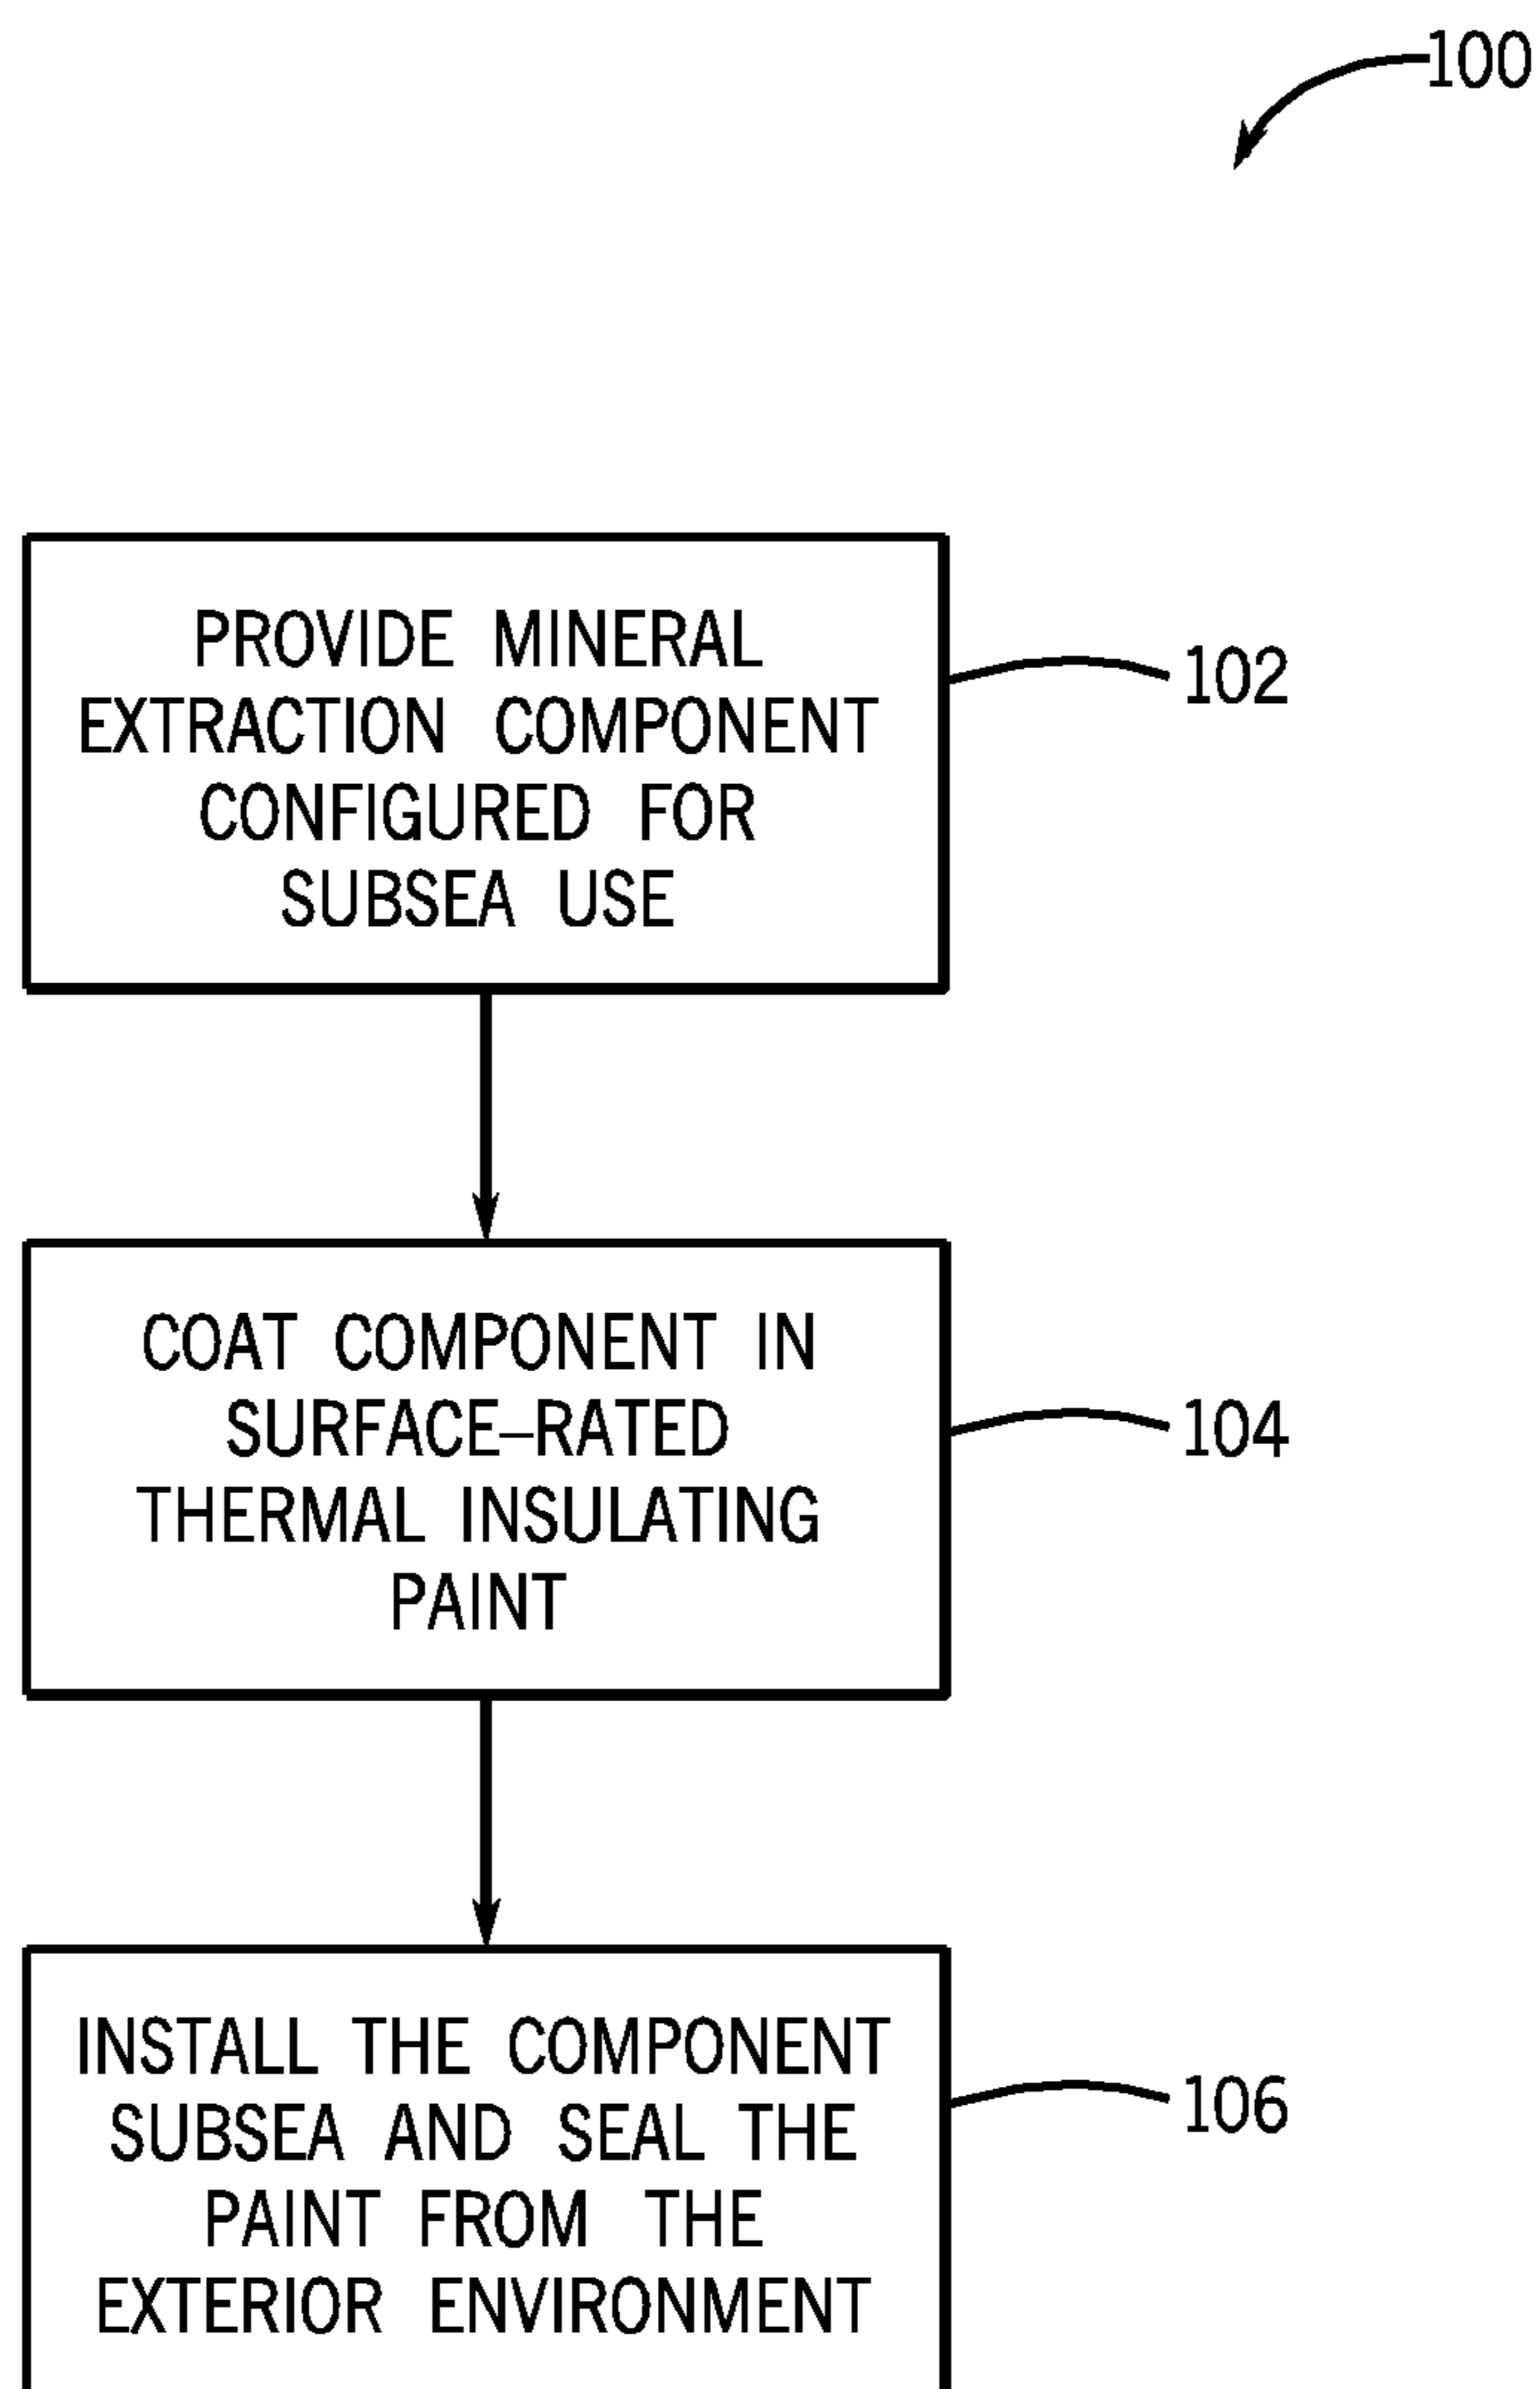 100
PROVIDE MINERAL
EXTRACTION COMPONENT
CONFIGURED FOR
SUBSEA USE
102
COAT COMPONENT IN
SURFACE-RATED
THERMAL INSULATING
PAINT
104
INSTALL THE COMPONENT
SUBSEA AND SEAL THE
PAINT FROM THE
EXTERIOR ENVIRONMENT
106